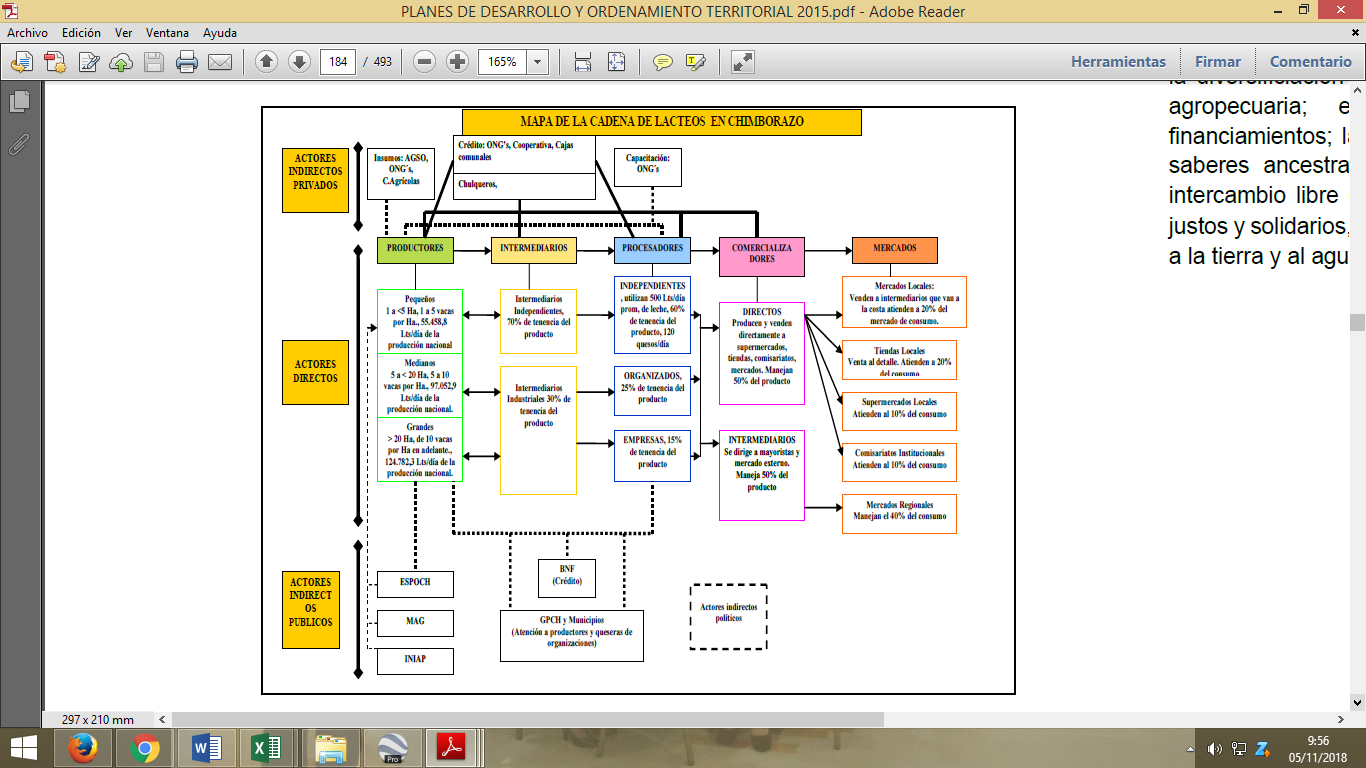 PLANES DE DESARROLLO Y ORDENAMIENTO TERRITORIAL 2015.pdf - Adobe Reader
Archivo Edición Ver Ventana Ayuda
184 / 493
165%
Herramientas Firmar Comentario
agropecuaria; e
financiamientos; l
saberes ancestra
intercambio libre
justos y solidarios,
a la tierra y al agu
MAPA DE LA CADENA DE LACTEOS EN CHIMBORAZO
ACTORES
INDIRECTOS
PRIVADOS
Insumos: AGSO,
ONG´s,
C.Agrícolas
Crédito: ONG's, Cooperativa, Cajas
comunales
Chulqueros,
Capacitación:
ONG´s
PRODUCTORES
INTERMEDIARIOS
PROCESADORES
COMERCIALIZA
DORES
MERCADOS
ACTORES
DIRECTOS
Pequeños
1 a <5 Ha, 1 a 5 vacas
por Ha., 55.458,8
Lts/día de la
producción nacional
Medianos
5 a < 20 Ha, 5 a 10
vacas por Ha., 97.052,9
Lts/día de la
producción nacional.
Grandes
> 20 Ha, de 10 vacas
por Ha en adelante.,
124.782,3 Lts/día de la
producción nacional.
Intermediarios
Independientes,
70% de tenencia del
producto
Intermediarios
Industriales 30% de
tenencia del
producto
INDEPENDIENTES
, utilizan 500 Lts/día
prom, de leche, 60%
de tenencia del
producto, 120
quesos/día
ORGANIZADOS,
25% de tenencia del
producto
EMPRESAS, 15%
de tenencia del
producto
DIRECTOS
Producen y venden
directamente a
supermercados,
tiendas, comisariatos,
mercados. Manejan
50% del producto
INTERMEDIARIOS
Se dirige a mayoristas y
mercado externo.
Maneja 50% del
producto
Mercados Locales:
Venden a intermediarios que van a
la costa atienden a 20% del
mercado de consumo.
Tiendas Locales
Venta al detalle. Atienden a 20%
del consumo
Supermercados Locales
Atienden al 10% del consumo
Comisariatos Institucionales
Atienden al 10% del consumo
Mercados Regionales
Manejan el 40% del consumo
ACTORES
INDIRECT
OS
PUBLICOS
ESPOCH
MAG
INIAP
BNF
(Crédito)
GPCH y Municipios
(Atención a productores y queseras de
organizaciones)
Actores indirectos
políticos
297 x 210 mm
Pro
9:56
05/11/2018